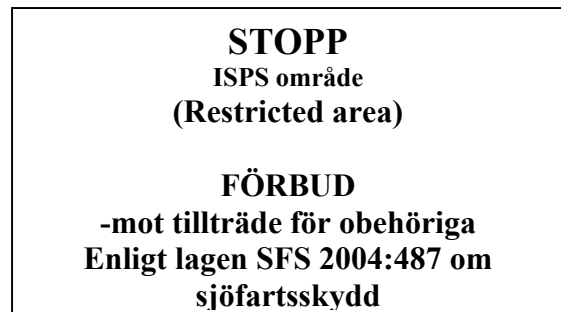 STOPP
ISPS område
(Restricted area)
FÖRBUD
-mot tillträde för obehöriga
Enligt lagen SFS 2004:487 om
sjöfartsskydd